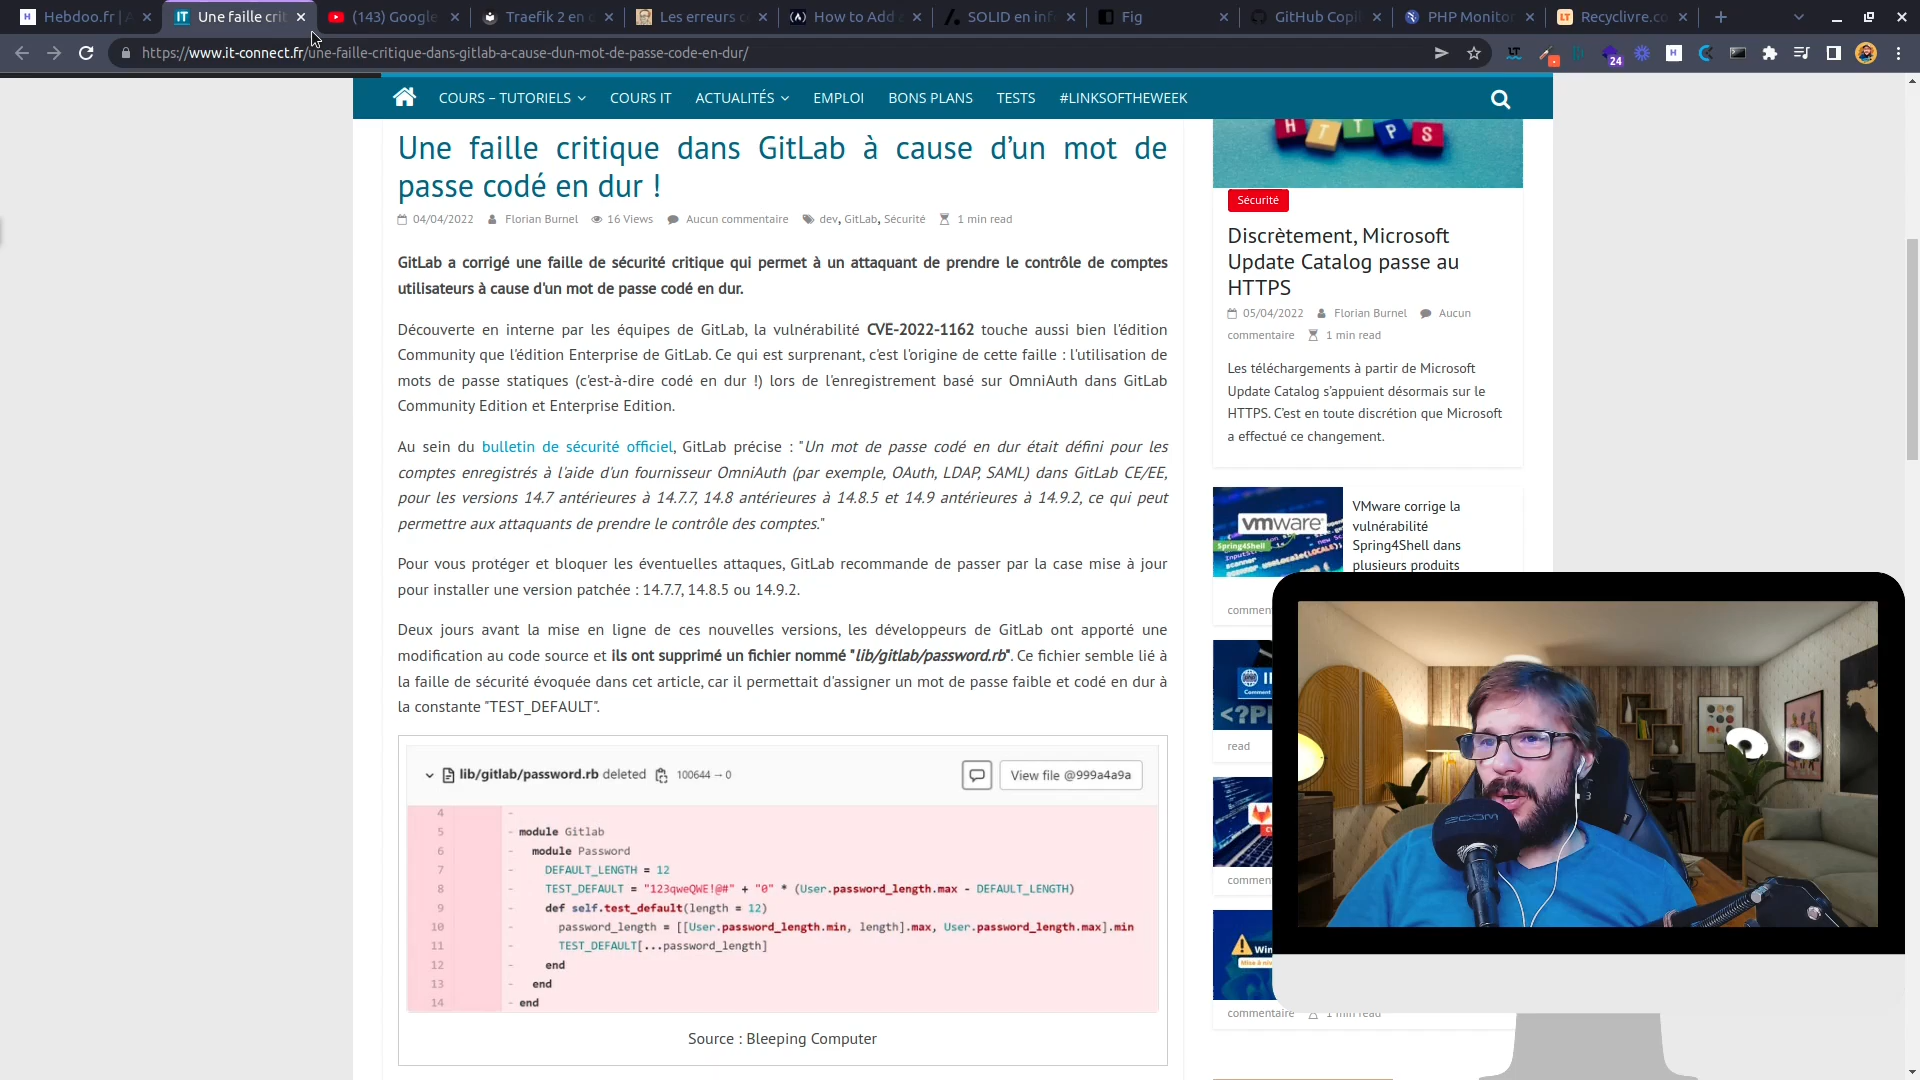 Hebdoo.fr | A
Une faille crit
(143) Google
Traefik 2 en
Les erreurs c
How to Add
SOLID en inf
Fig
GitHub Copil
PHP Monitor
Recyclivre.co
https://www.it-connect.fr/une-faille-critique-dans-gitlab-a-cause-dun-mot-de-passe-code-en-dur/
24
COURS – TUTORIELS
COURS IT
ACTUALITÉS
EMPLOI
BONS PLANS
TESTS
#LINKSOFTHEWEEK
Une faille critique dans GitLab à cause d'un mot de
passe codé en dur !
04/04/2022 Florian Burnel 16 Views Aucun commentaire dev, GitLab, Sécurité 1 min read
GitLab a corrigé une faille de sécurité critique qui permet à un attaquant de prendre le contrôle de comptes
utilisateurs à cause d'un mot de passe codé en dur.
Découverte en interne par les équipes de GitLab, la vulnérabilité CVE-2022-1162 touche aussi bien l'édition
Community que l'édition Enterprise de GitLab. Ce qui est surprenant, c'est l'origine de cette faille : l'utilisation de
mots de passe statiques (c'est-à-dire codé en dur !) lors de l'enregistrement basé sur OmniAuth dans GitLab
Community Edition et Enterprise Edition.
Au sein du bulletin de sécurité officiel, GitLab précise : "Un mot de passe codé en dur était défini pour les
comptes enregistrés à l'aide d'un fournisseur OmniAuth (par exemple, OAuth, LDAP, SAML) dans GitLab CE/EE,
pour les versions 14.7 antérieures à 14.7.7, 14.8 antérieures à 14.8.5 et 14.9 antérieures à 14.9.2, ce qui peut
permettre aux attaquants de prendre le contrôle des comptes."
Pour vous protéger et bloquer les éventuelles attaques, GitLab recommande de passer par la case mise à jour
pour installer une version patchée : 14.7.7, 14.8.5 ou 14.9.2.
Deux jours avant la mise en ligne de ces nouvelles versions, les développeurs de GitLab ont apporté une
modification au code source et ils ont supprimé un fichier nommé "lib/gitlab/password.rb". Ce fichier semble lié à
la faille de sécurité évoquée dans cet article, car il permettait d'assigner un mot de passe faible et codé en dur à
la constante "TEST_DEFAULT".
lib/gitlab/password.rb deleted 100644 → 0
View file @999a4a9a
4 -
5 - module Gitlab
6 - module Password
7 - DEFAULT_LENGTH = 12
8 - TEST_DEFAULT = "123qweQWE!@#" + "0" * (User.password_length.max - DEFAULT_LENGTH)
9 - def self.test_default(length = 12)
10 - password_length = [[User.password_length.min, length].max, User.password_length.max].min
11 - TEST_DEFAULT[...password_length]
12 - end
13 - end
14 - end
Source : Bleeping Computer
HTTPS
Sécurité
Discrètement, Microsoft
Update Catalog passe au
HTTPS
05/04/2022 Florian Burnel Aucun
commentaire 1 min read
Les téléchargements à partir de Microsoft
Update Catalog s'appuient désormais sur le
HTTPS. C'est en toute discrétion que Microsoft
a effectué ce changement.
vmware
Spring4Shell
VMware corrige la
vulnérabilité
Spring4Shell dans
plusieurs produits
commen
<?P
read
commen
Win
commentaire 1 min read
ZOOM